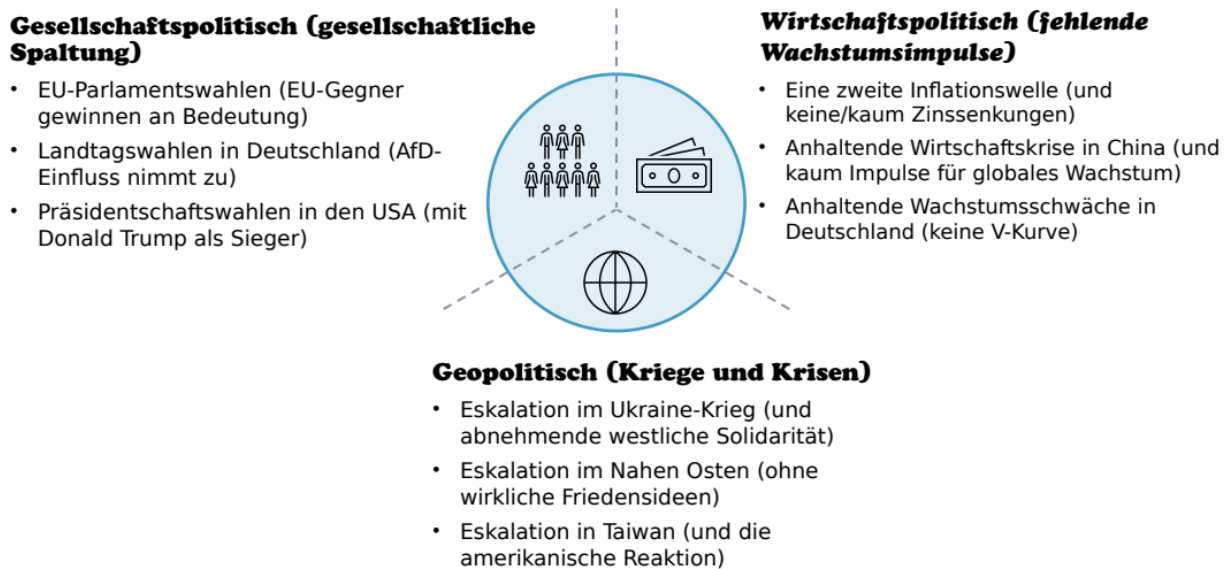 Gesellschaftspolitisch (gesellschaftliche
Spaltung)
• EU-Parlamentswahlen (EU-Gegner
gewinnen an Bedeutung)
• Landtagswahlen in Deutschland (AfD-
Einfluss nimmt zu)
• Präsidentschaftswahlen in den USA (mit
Donald Trump als Sieger)
Wirtschaftspolitisch (fehlende
Wachstumsimpulse)
• Eine zweite Inflationswelle (und
keine/kaum Zinssenkungen)
• Anhaltende Wirtschaftskrise in China (und
kaum Impulse für globales Wachstum)
• Anhaltende Wachstumsschwäche in
Deutschland (keine V-Kurve)
Geopolitisch (Kriege und Krisen)
• Eskalation im Ukraine-Krieg (und
abnehmende westliche Solidarität)
• Eskalation im Nahen Osten (ohne
wirkliche Friedensideen)
• Eskalation in Taiwan (und die
amerikanische Reaktion)